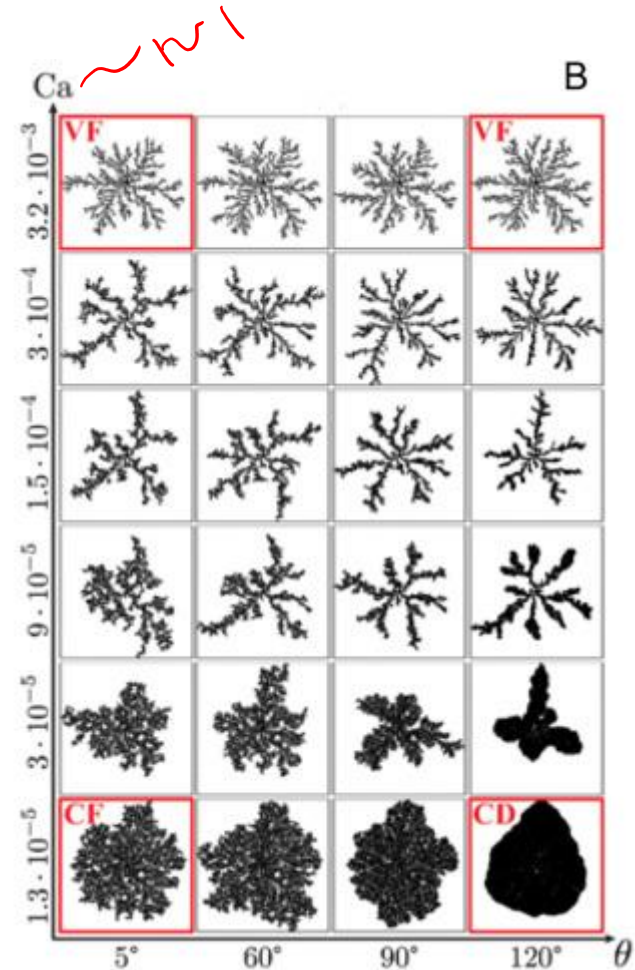 B
Ca
VF VF
3.2 · 10⁻³
3 · 10⁻⁴
1.5 · 10⁻⁴
9 · 10⁻⁵
3 · 10⁻⁵
CF CD
1.3 · 10⁻⁵
5° 60° 90° 120° θ